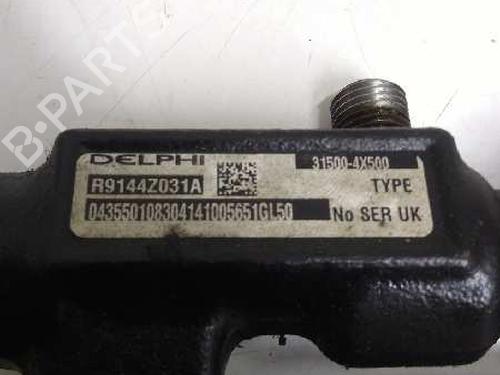 B-PARTS
DELPHI 31500-4X500
R9144Z031A TYPE
043550108304141005651GL50 No SER UK